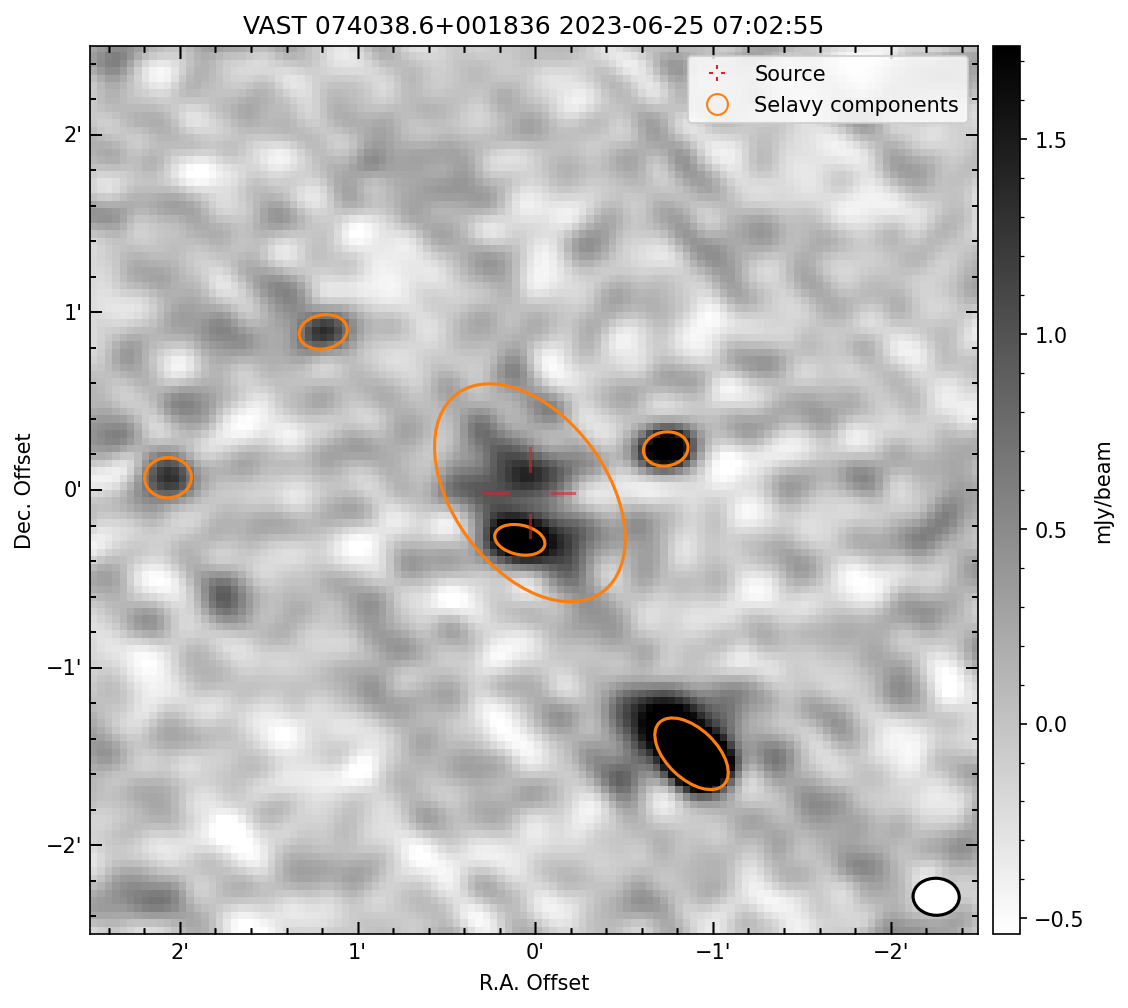 VAST 074038.6+001836 2023-06-25 07:02:55
Source
Selavy components
2'
1'
0'
−1'
−2'
2'
1'
0'
−1'
−2'
R.A. Offset
Dec. Offset
1.5
1.0
0.5
0.0
−0.5
mJy/beam